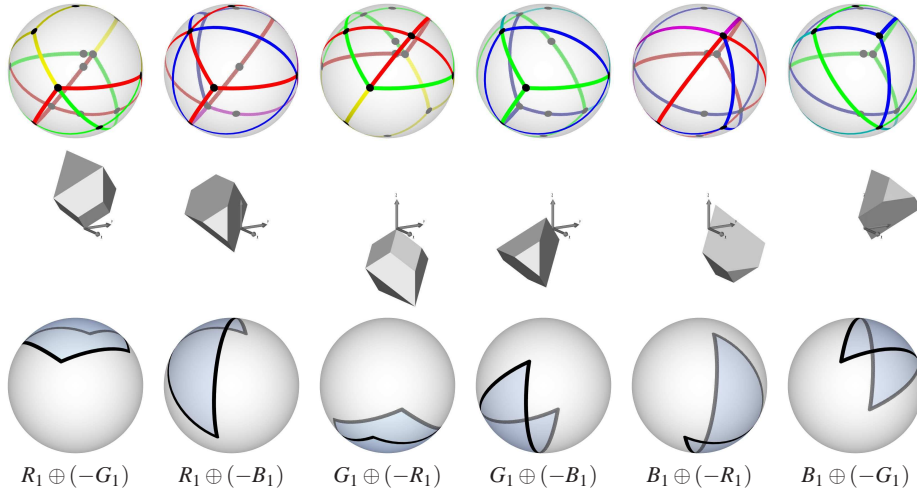 R₁ ⊕ (−G₁) R₁ ⊕ (−B₁) G₁ ⊕ (−R₁) G₁ ⊕ (−B₁) B₁ ⊕ (−R₁) B₁ ⊕ (−G₁)